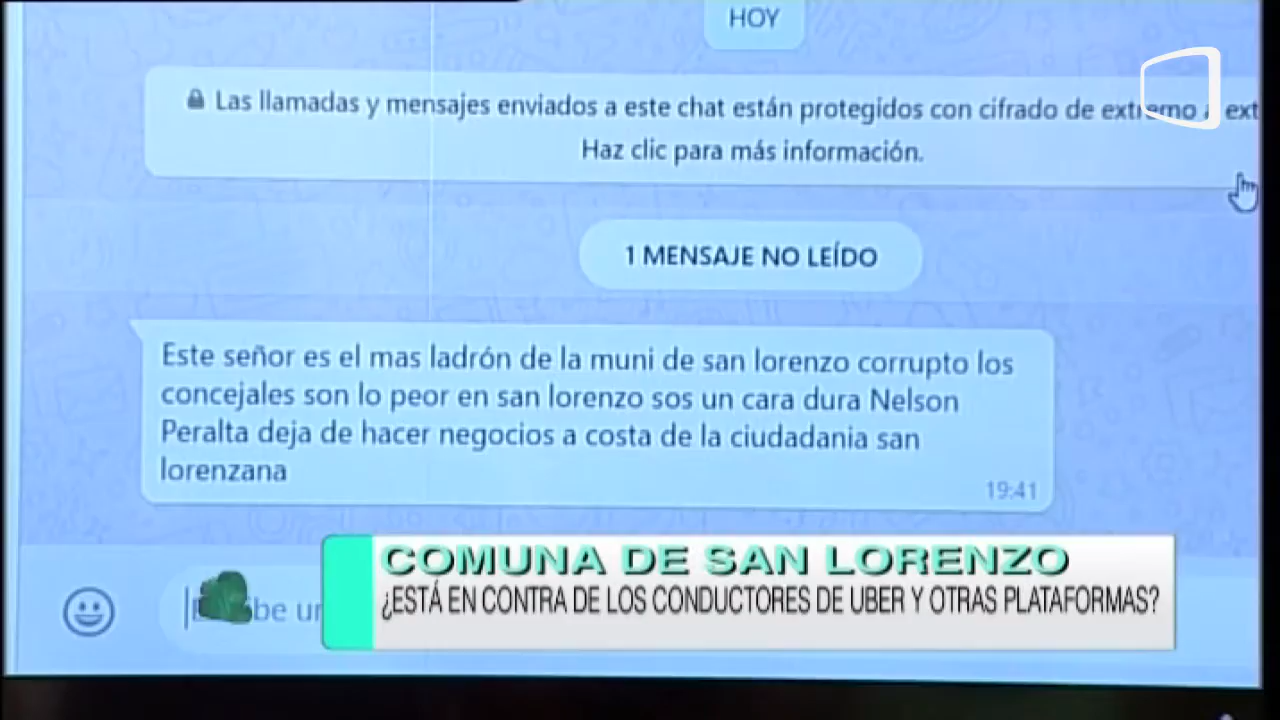 HOY
Las llamadas y mensajes enviados a este chat están protegidos con cifrado de extremo a ext
Haz clic para más información.
1 MENSAJE NO LEÍDO
Este señor es el mas ladrón de la muni de san lorenzo corrupto los
concejales son lo peor en san lorenzo sos un cara dura Nelson
Peralta deja de hacer negocios a costa de la ciudadania san
lorenzana
19:41
be un
COMUNA DE SAN LORENZO
¿ESTÁ EN CONTRA DE LOS CONDUCTORES DE UBER Y OTRAS PLATAFORMAS?